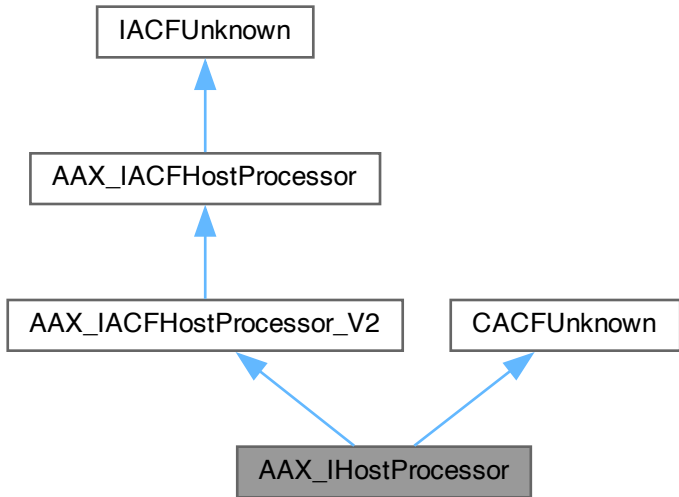 IACFUnknown
AAX_IACFHostProcessor
AAX_IACFHostProcessor_V2
CACFUnknown
AAX_IHostProcessor